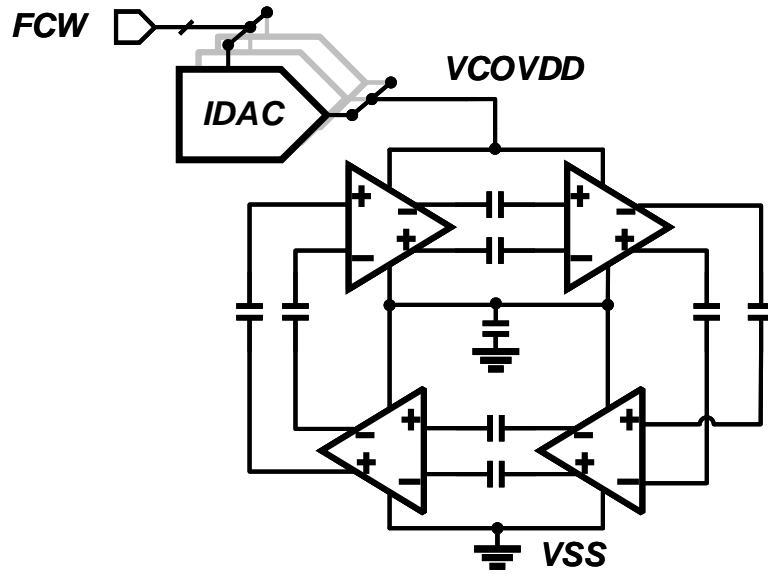 FCW
VCOVDD
IDAC
+ − + −
− + − +
− + − +
+ − + −
VSS